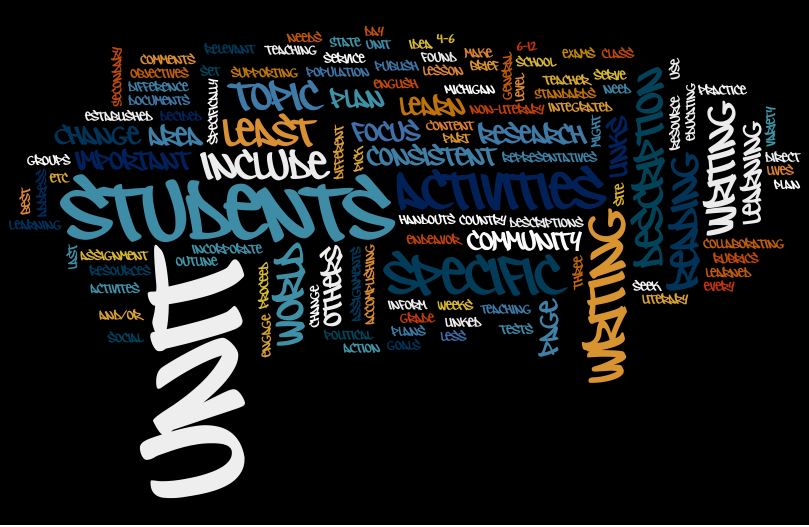 NEEDS
DAY
STATE
UNIT
IDEA
4-6
6-12
RELEVANT
TEACHING
SERVICE
FOUND
MAKE
BRIEF
EXAMS
CLASS
SECONDARY
COMMENTS
OBJECTIVES
DIFFERENCE
DOCUMENTS
SET
SUPPORTING
POPULATION
PUBLISH
LESSON
GENERAL
LEVEL
SCHOOL
TEACHER
SERVE
STANDARDS
NEED
USE
ESTABLISHED
DECIDED
SPECIFICALLY
TOPIC
PLAN
ENGLISH
LEARN
MICHIGAN
NON-LITERARY
INTEGRATED
RESOURCE
EDUCATING
PRACTICE
CHANGE
AREA
LEAST
DIFFERENT
FOCUS
CONTENT
PART
RESEARCH
MIGHT
LINKS
DESCRIPTION
WRITING
LEARNING
VARIETY
GROUPS
IMPORTANT
INCLUDE
PICK
CONSISTENT
REPRESENTATIVES
DIRECT
LIVES
PLAN
BEST
ADDRESS
ETC
STUDENTS
ACTIVITIES
SITE
READING
LEARNING
HANDOUTS
COUNTRY
DESCRIPTIONS
ENDEAVOR
COMMUNITY
WRITING
COLLABORATING
RUBRICS
LEARNED
EVERY
LAST
ASSIGNMENT
RESOURCES
ACTIVITES
INCORPORATE
OUTLINE
UNIT
ENGAGE
PROCEED
WORLD
CHANGE
OTHERS
ASSIGNMENTS
ACCOMPLISHING
SPECIFIC
THREE
SEEK
LITERARY
AND/OR
SOCIAL
INFORM
WEEKS
TEACHING
PAGE
GRADE
LINKED
PLANS
LESS
TESTS
POLITICAL
ACTION
GOALS